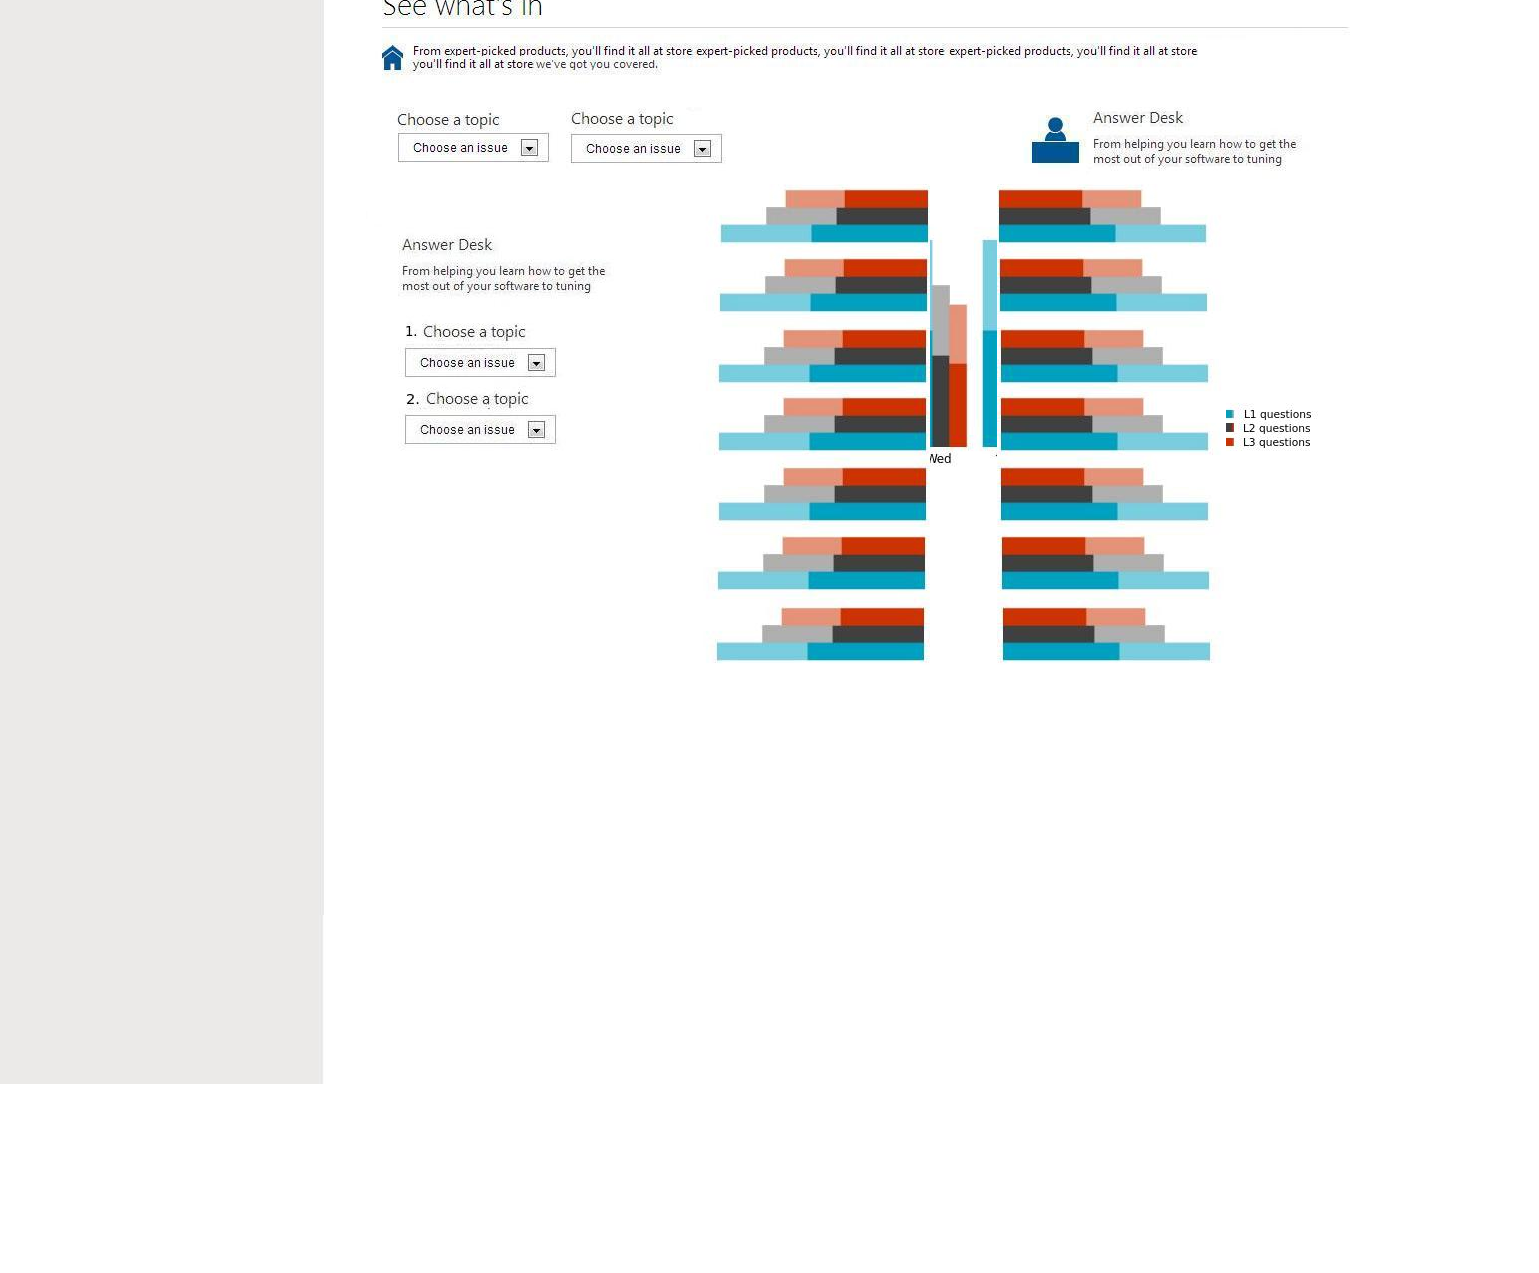 See what's in
From expert-picked products, you'll find it all at store expert-picked products, you'll find it all at store expert-picked products, you'll find it all at store
you'll find it all at store we've got you covered.
Choose a topic
Choose an issue
Choose a topic
Choose an issue
Answer Desk
From helping you learn how to get the
most out of your software to tuning
Answer Desk
From helping you learn how to get the
most out of your software to tuning
1. Choose a topic
Choose an issue
2. Choose a topic
Choose an issue
Wed
L1 questions
L2 questions
L3 questions